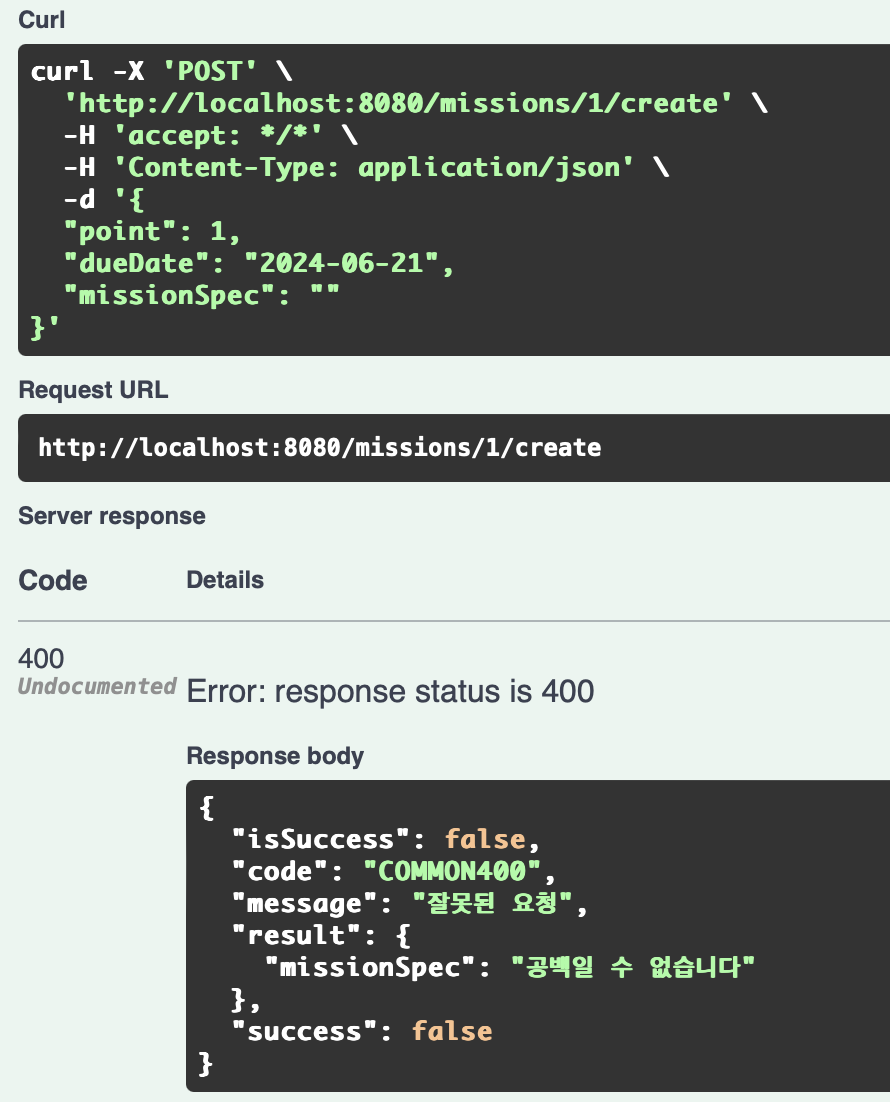 Curl
curl -X 'POST' \
  'http://localhost:8080/missions/1/create' \
  -H 'accept: */*' \
  -H 'Content-Type: application/json' \
  -d '{
  "point": 1,
  "dueDate": "2024-06-21",
  "missionSpec": ""
}'
Request URL
http://localhost:8080/missions/1/create
Server response
Code Details
400
Undocumented Error: response status is 400
Response body
{
  "isSuccess": false,
  "code": "COMMON400",
  "message": "잘못된 요청",
  "result": {
    "missionSpec": "공백일 수 없습니다"
  },
  "success": false
}